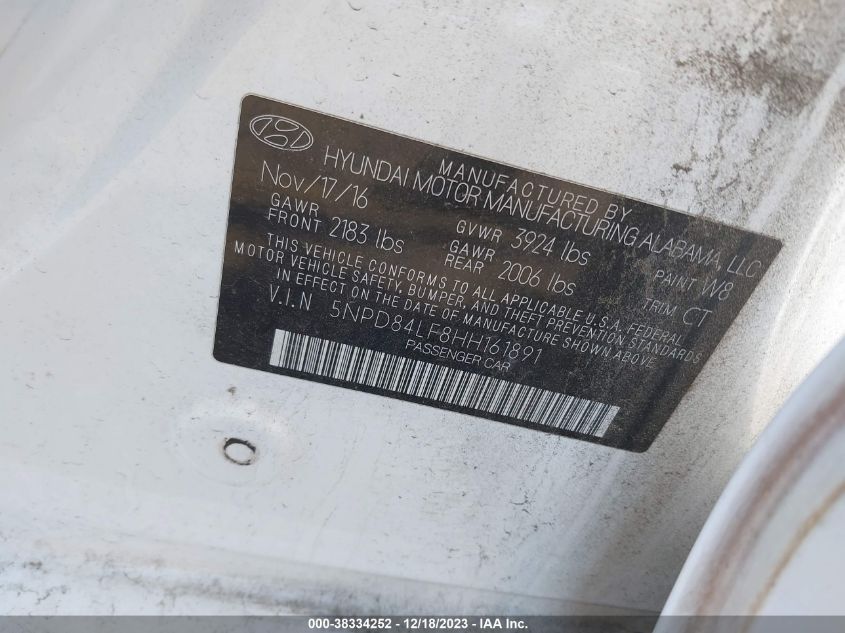 MANUFACTURED BY
HYUNDAI MOTOR MANUFACTURING ALABAMA, LLC
Nov/17/16
GVWR 3924 lbs
PAINT W8
GAWR FRONT 2183 lbs
GAWR REAR 2006 lbs
TRIM CT
THIS VEHICLE CONFORMS TO ALL APPLICABLE U.S.A. FEDERAL
MOTOR VEHICLE SAFETY, BUMPER, AND THEFT PREVENTION STANDARDS
IN EFFECT ON THE DATE OF MANUFACTURE SHOWN ABOVE.
V.I.N 5NPD84LF8HH161891
PASSENGER CAR
000-38334252 - 12/18/2023 - IAA Inc.